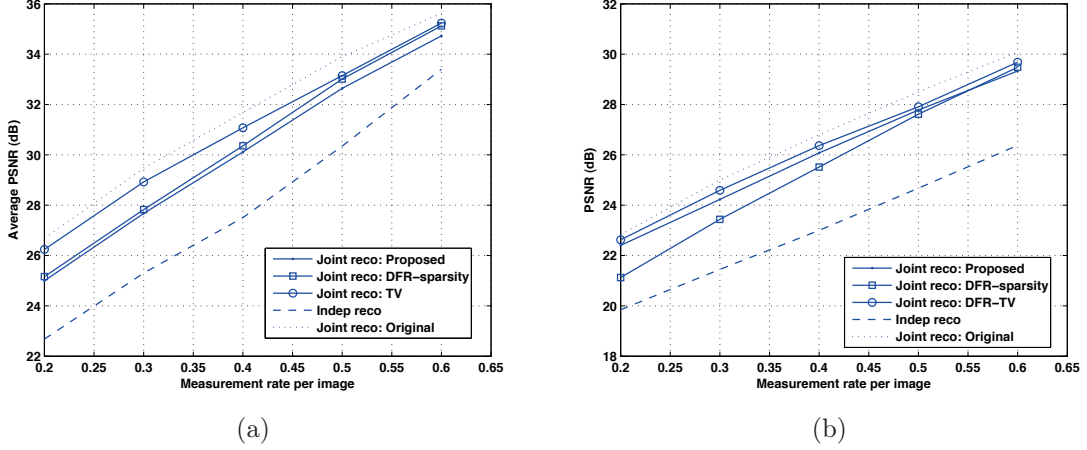 36
34
32
30
28
26
24
22
Average PSNR (dB)
0.2 0.25 0.3 0.35 0.4 0.45 0.5 0.55 0.6 0.65
Measurement rate per image
Joint reco: Proposed
Joint reco: DFR-sparsity
Joint reco: TV
Indep reco
Joint reco: Original
(a)
32
30
28
26
24
22
20
18
PSNR (dB)
0.2 0.25 0.3 0.35 0.4 0.45 0.5 0.55 0.6 0.65
Measurement rate per image
Joint reco: Proposed
Joint reco: DFR-sparsity
Joint reco: DFR-TV
Indep reco
Joint reco: Original
(b)